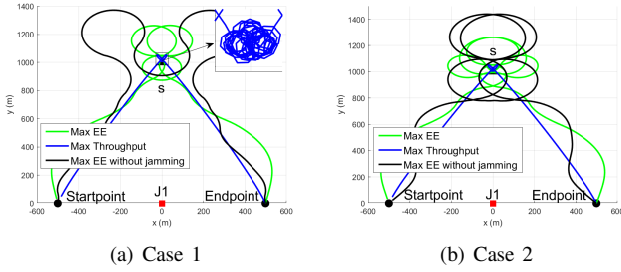 1400
1200
1000
800
600
400
200
0
y (m)
S
Max EE
Max Throughput
Max EE without jamming
Startpoint
J1
Endpoint
-600 -400 -200 0 200 400 600
x (m)
(a) Case 1
1400
1200
1000
800
600
400
200
0
y (m)
S
Max EE
Max Throughput
Max EE without jamming
Startpoint
J1
Endpoint
-600 -400 -200 0 200 400 600
x (m)
(b) Case 2